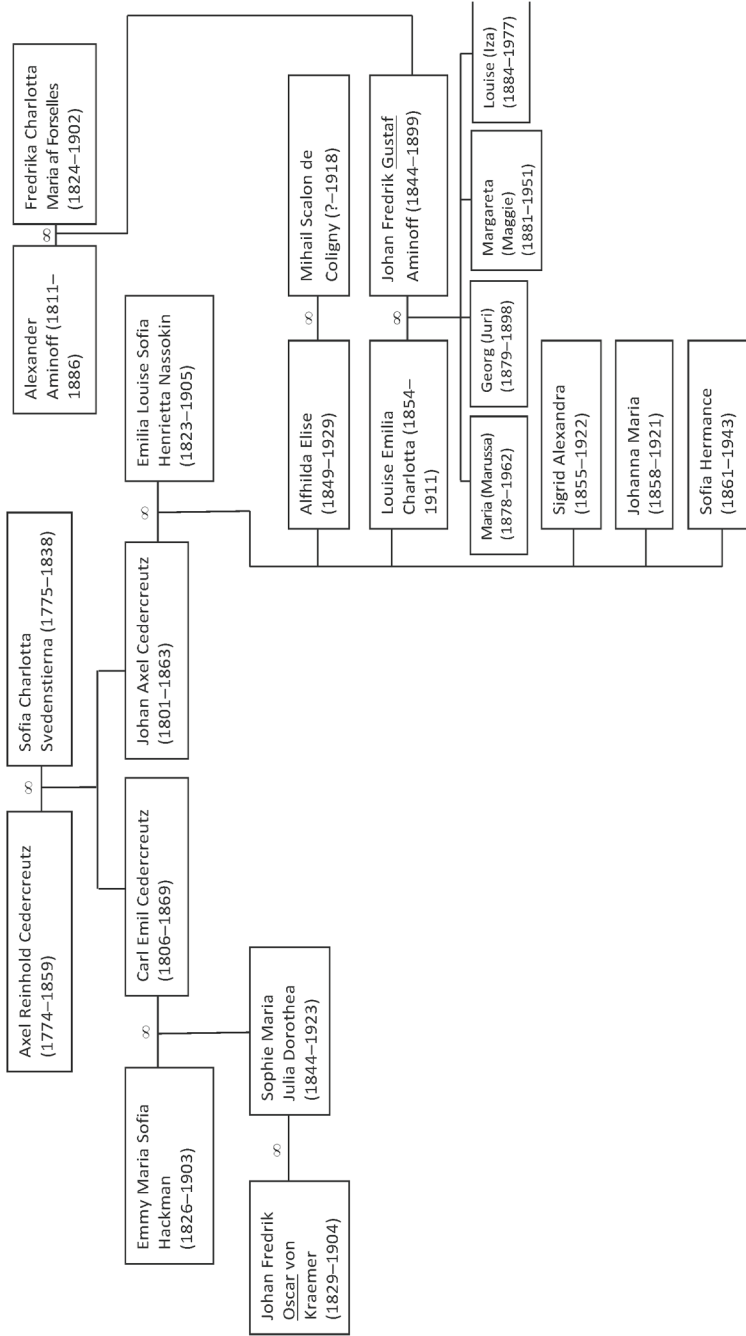 Axel Reinhold Cedercreutz
(1774–1859)
∞
Sofia Charlotta
Svedenstierna (1775–1838)
Alexander
Aminoff (1811–
1886)
∞
Fredrika Charlotta
Maria af Forselles
(1824–1902)
Emmy Maria Sofia
Hackman
(1826–1903)
∞
Carl Emil Cedercreutz
(1806–1869)
Johan Axel Cedercreutz
(1801–1863)
∞
Emilia Louise Sofia
Henrietta Nassokin
(1823–1905)
Johan Fredrik
Oscar von
Kraemer
(1829–1904)
∞
Sophie Maria
Julia Dorothea
(1844–1923)
Alfhilda Elise
(1849–1929)
∞
Mihail Scalon de
Coligny (?–1918)
Louise Emilia
Charlotta (1854–
1911)
∞
Johan Fredrik Gustaf
Aminoff (1844–1899)
Maria (Marussa)
(1878–1962)
Georg (Juri)
(1879–1898)
Margareta
(Maggie)
(1881–1951)
Louise (Iza)
(1884–1977)
Sigrid Alexandra
(1855–1922)
Johanna Maria
(1858–1921)
Sofia Hermance
(1861–1943)